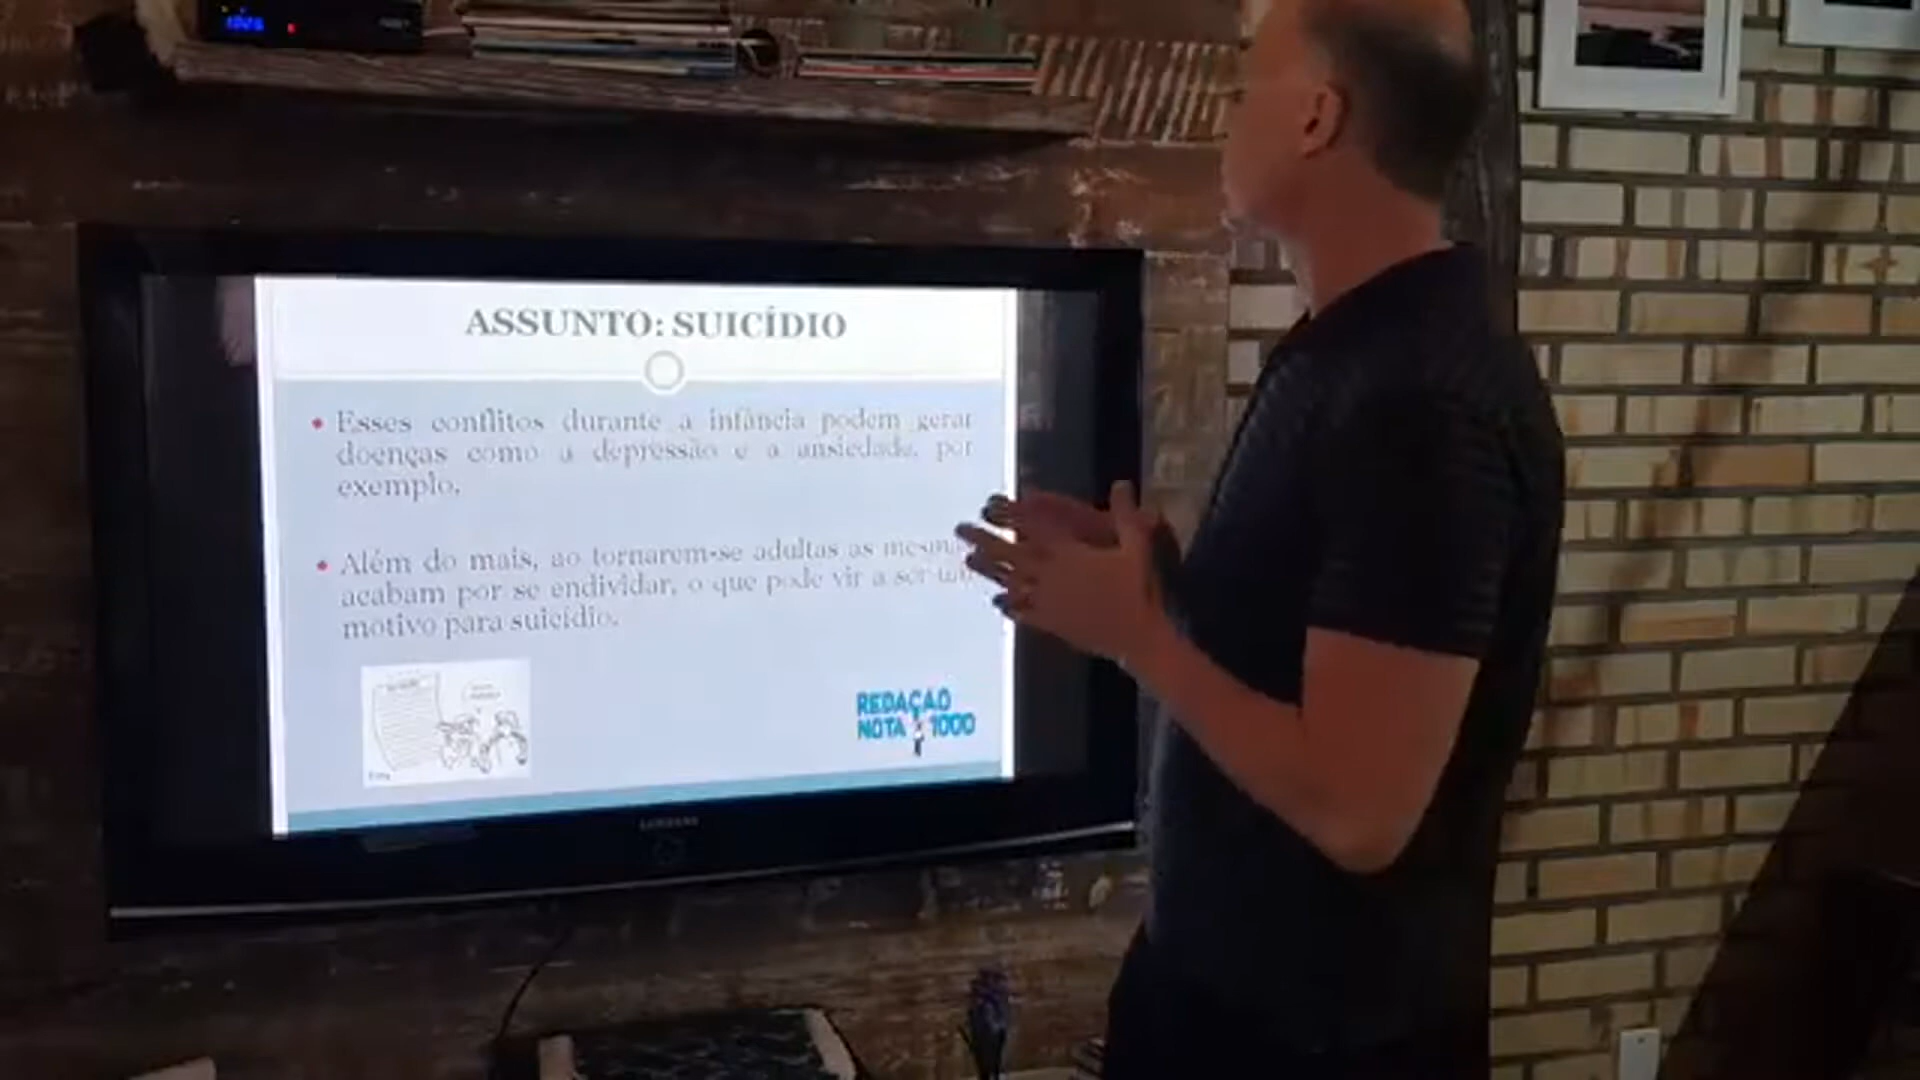 ASSUNTO: SUICÍDIO
• Esses conflitos durante a infância podem gerar
doenças como a depressão e a ansiedade, por
exemplo.
• Além do mais, ao tornarem-se adultas as
acabam por se endividar, o que pode vir a ser um
motivo para suicídio.
REDAÇÃO
NOTA 1000
SAMSUNG